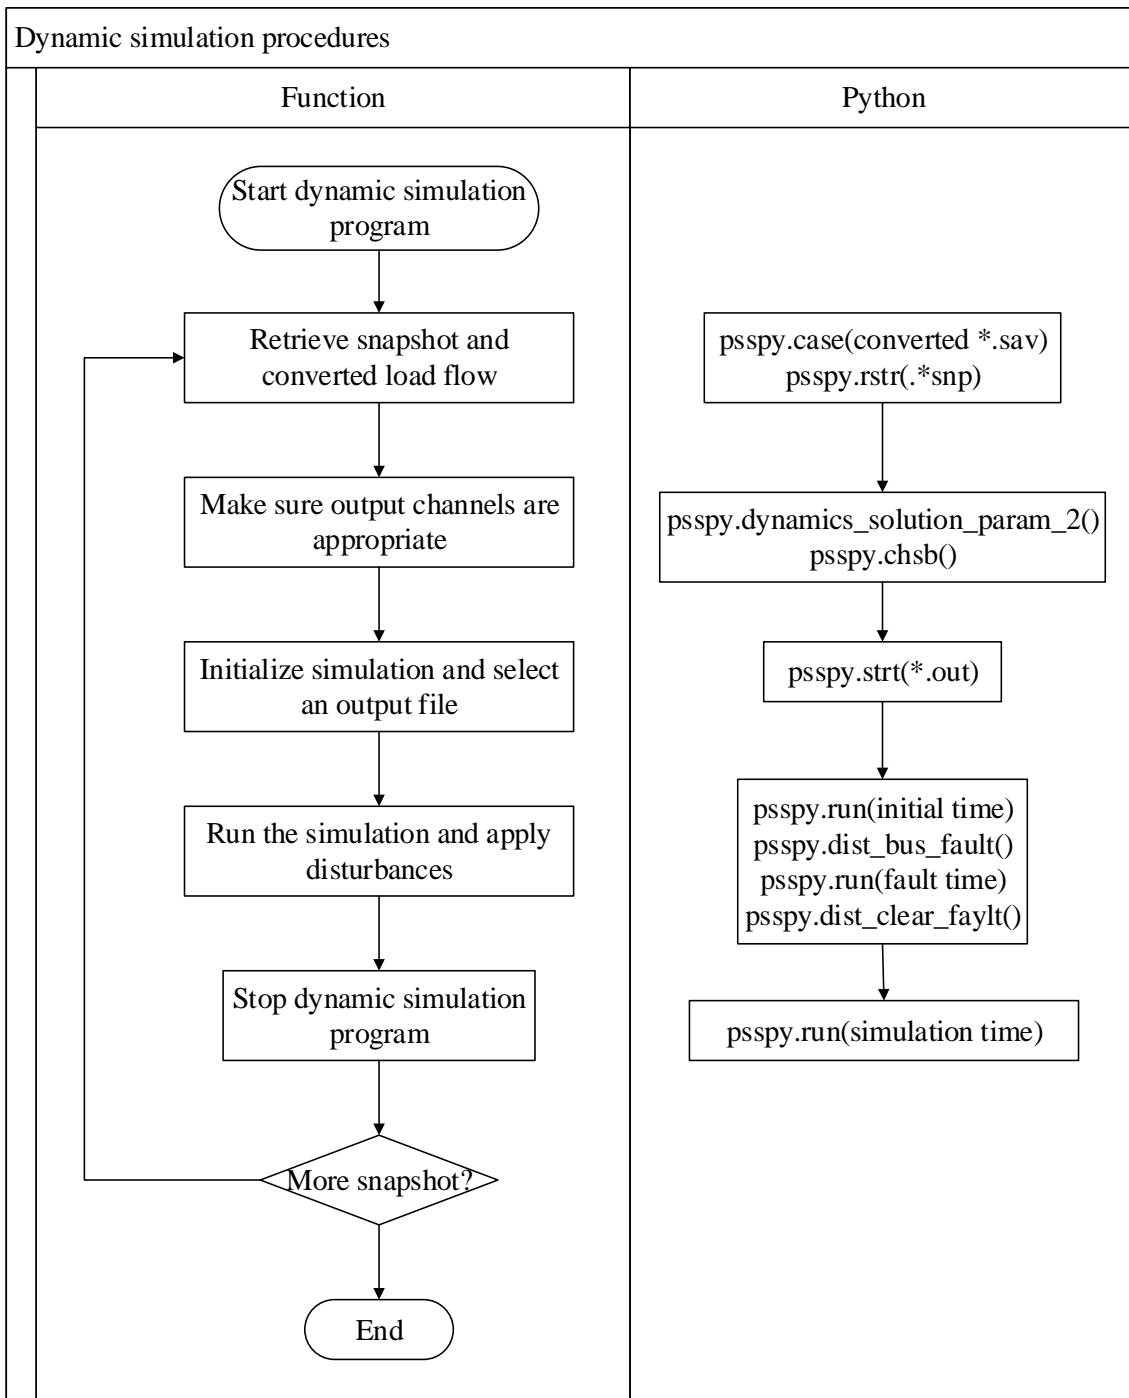 Dynamic simulation procedures
Function
Python
Start dynamic simulation
program
Retrieve snapshot and
converted load flow
Make sure output channels are
appropriate
Initialize simulation and select
an output file
Run the simulation and apply
disturbances
Stop dynamic simulation
program
More snapshot?
End
psspy.case(converted *.sav)
psspy.rstr(.*snp)
psspy.dynamics_solution_param_2()
psspy.chsb()
psspy.strt(*.out)
psspy.run(initial time)
psspy.dist_bus_fault()
psspy.run(fault time)
psspy.dist_clear_faylt()
psspy.run(simulation time)